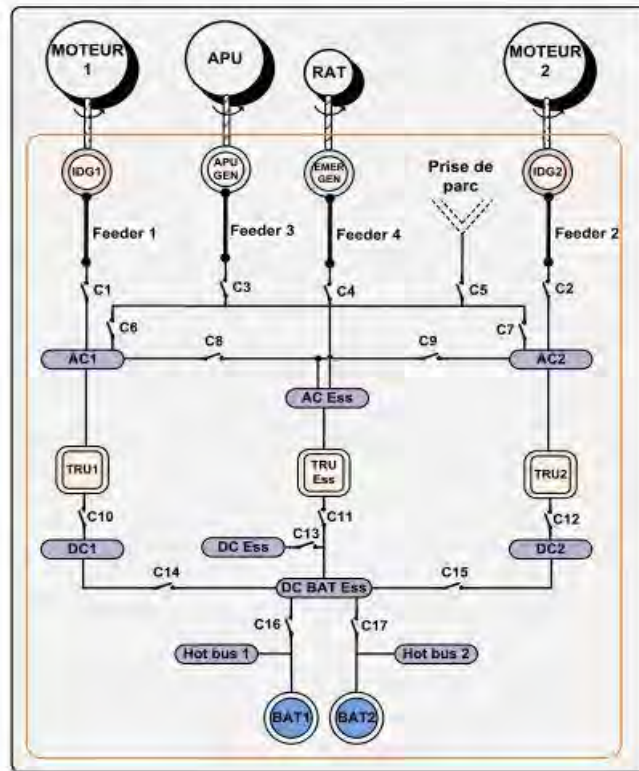 MOTEUR
1
APU
RAT
MOTEUR
2
IDG1
APU
GEN
EMER
GEN
Prise de
parc
IDG2
Feeder 1
Feeder 3
Feeder 4
Feeder 2
C1
C3
C4
C5
C2
C6
C7
C8
C9
AC1
AC2
AC Ess
TRU1
TRU
Ess
TRU2
C10
C11
C12
C13
DC1
DC Ess
DC2
C14
C15
DC BAT Ess
C16
C17
Hot bus 1
Hot bus 2
BAT1
BAT2